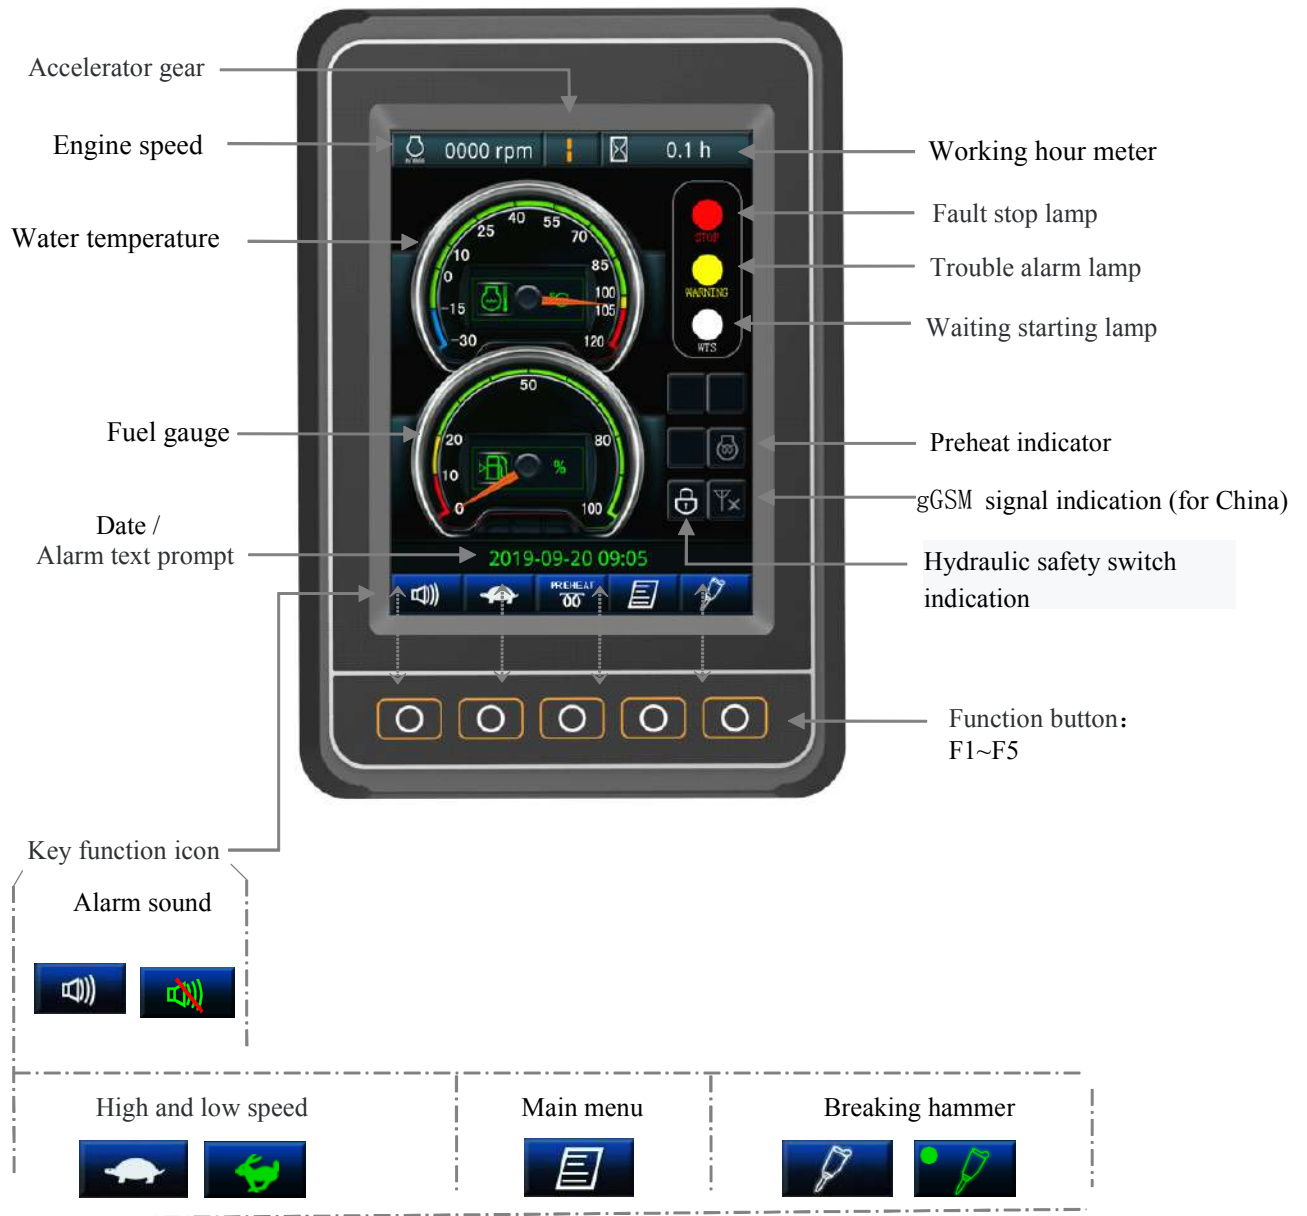 Accelerator gear
Engine speed
0000 rpm
0.1 h
Working hour meter
Water temperature
-30
-15
0
10
25
40
55
70
85
100
105
120
STOP
WARNING
WTS
Fault stop lamp
Trouble alarm lamp
Waiting starting lamp
Fuel gauge
0
10
20
50
80
100
%
Preheat indicator
gGSM signal indication (for China)
Date /
Alarm text prompt
2019-09-20 09:05
Hydraulic safety switch
indication
PREHEAT
Function button：
F1~F5
Key function icon
Alarm sound
High and low speed
Main menu
Breaking hammer